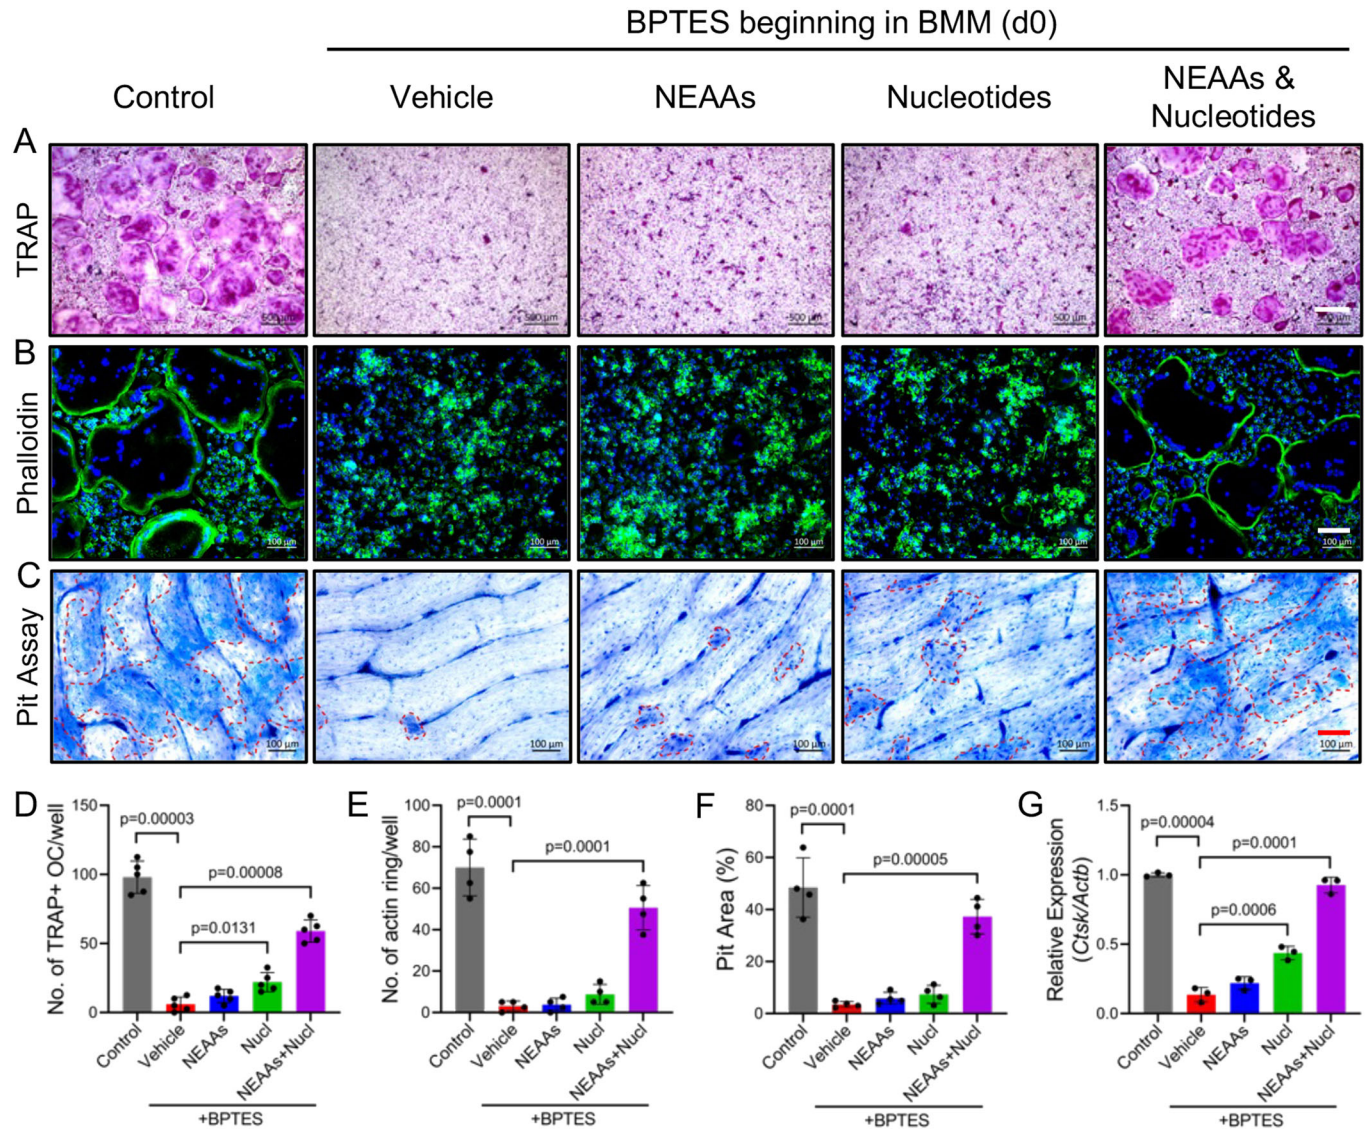 BPTES beginning in BMM (d0)
Control
Vehicle
NEAAs
Nucleotides
NEAAs &
Nucleotides
A
TRAP
500 µm
500 µm
500 µm
500 µm
500 µm
B
Phalloidin
100 µm
100 µm
100 µm
100 µm
100 µm
C
Pit Assay
100 µm
100 µm
100 µm
100 µm
100 µm
D
No. of TRAP+ OC/well
150
100
50
0
p=0.00003
p=0.00008
p=0.0131
Control
Vehicle
NEAAs
Nucl
NEAAs+Nucl
+BPTES
E
No. of actin ring/well
100
80
60
40
20
0
p=0.0001
p=0.0001
Control
Vehicle
NEAAs
Nucl
NEAAs+Nucl
+BPTES
F
Pit Area (%)
80
60
40
20
0
p=0.0001
p=0.00005
Control
Vehicle
NEAAs
Nucl
NEAAs+Nucl
+BPTES
G
Relative Expression
(Ctsk/Actb)
1.5
1.0
0.5
0.0
p=0.00004
p=0.0001
p=0.0006
Control
Vehicle
NEAAs
Nucl
NEAAs+Nucl
+BPTES